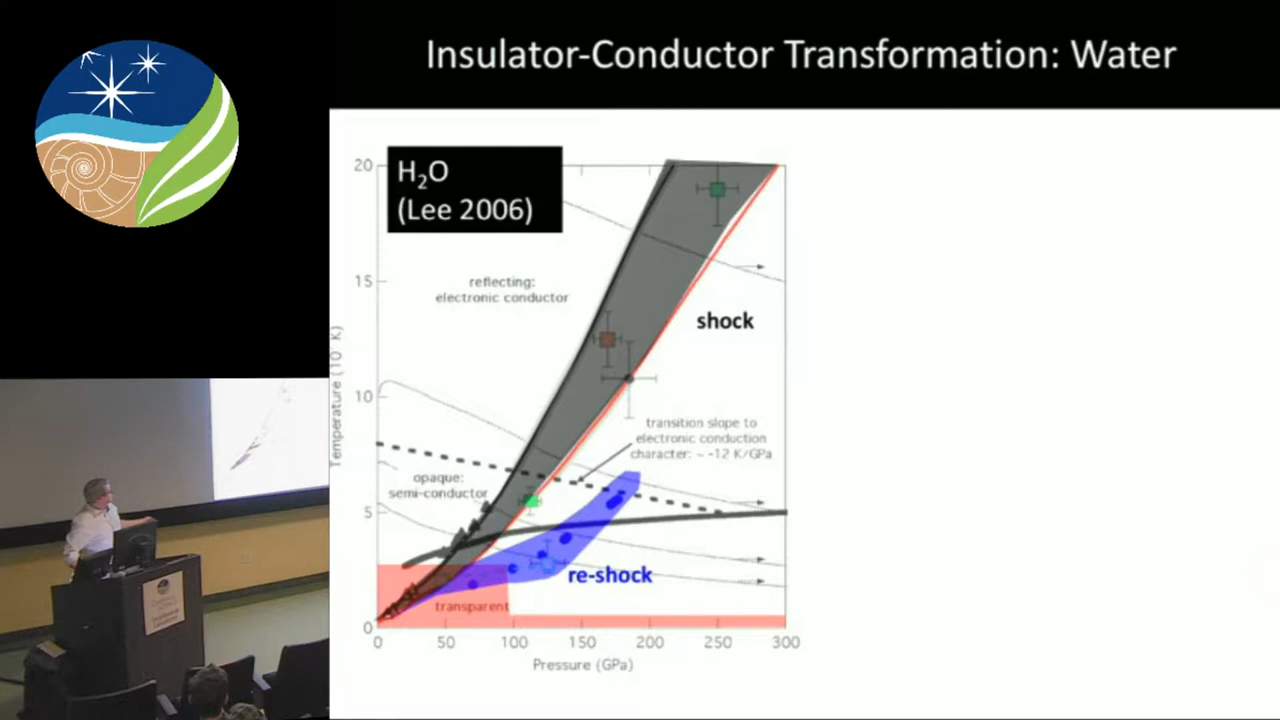 Insulator-Conductor Transformation: Water
H₂O
(Lee 2006)
20
15
10
5
0
reflecting:
electronic conductor
shock
transition slope to
electronic conduction
character: ~ -12 K/GPa
opaque:
semi-conductor
re-shock
transparent
0 50 100 150 200 250 300
Pressure (GPa)